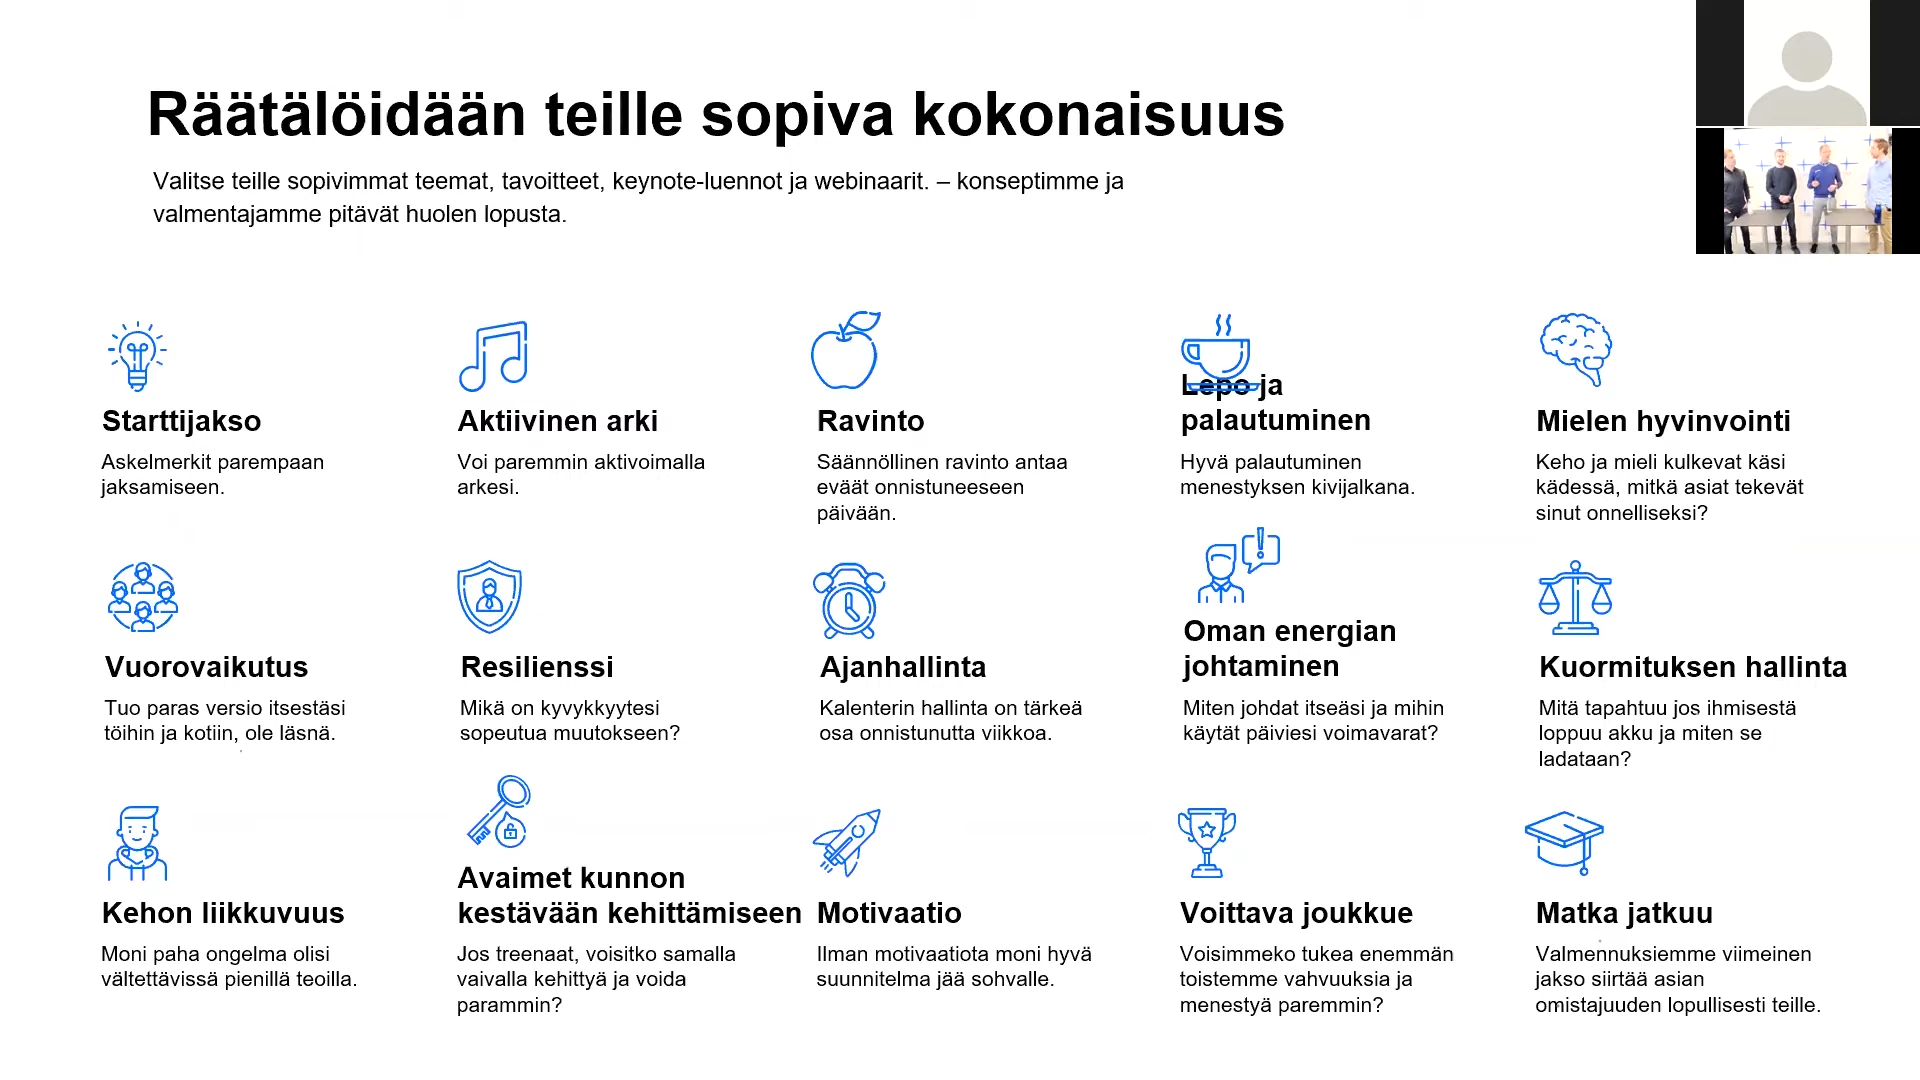 Räätälöidään teille sopiva kokonaisuus
Valitse teille sopivimmat teemat, tavoitteet, keynote-luennot ja webinaarit. – konseptimme ja
valmentajamme pitävät huolen lopusta.
Starttijakso
Askelmerkit parempaan
jaksamiseen.
Aktiivinen arki
Voi paremmin aktivoimalla
arkesi.
Ravinto
Säännöllinen ravinto antaa
eväät onnistuneeseen
päivään.
Lepo ja
palautuminen
Hyvä palautuminen
menestyksen kivijalkana.
Mielen hyvinvointi
Keho ja mieli kulkevat käsi
kädessä, mitkä asiat tekevät
sinut onnelliseksi?
Vuorovaikutus
Tuo paras versio itsestäsi
töihin ja kotiin, ole läsnä.
Resilienssi
Mikä on kyvykkyytesi
sopeutua muutokseen?
Ajanhallinta
Kalenterin hallinta on tärkeä
osa onnistunutta viikkoa.
Oman energian
johtaminen
Miten johdat itseäsi ja mihin
käytät päiviesi voimavarat?
Kuormituksen hallinta
Mitä tapahtuu jos ihmisestä
loppuu akku ja miten se
ladataan?
Kehon liikkuvuus
Moni paha ongelma olisi
vältettävissä pienillä teoilla.
Avaimet kunnon
kestävään kehittämiseen
Jos treenaat, voisitko samalla
vaivalla kehittyä ja voida
parammin?
Motivaatio
Ilman motivaatiota moni hyvä
suunnitelma jää sohvalle.
Voittava joukkue
Voisimmeko tukea enemmän
toistemme vahvuuksia ja
menestyä paremmin?
Matka jatkuu
Valmennuksiemme viimeinen
jakso siirtää asian
omistajuuden lopullisesti teille.